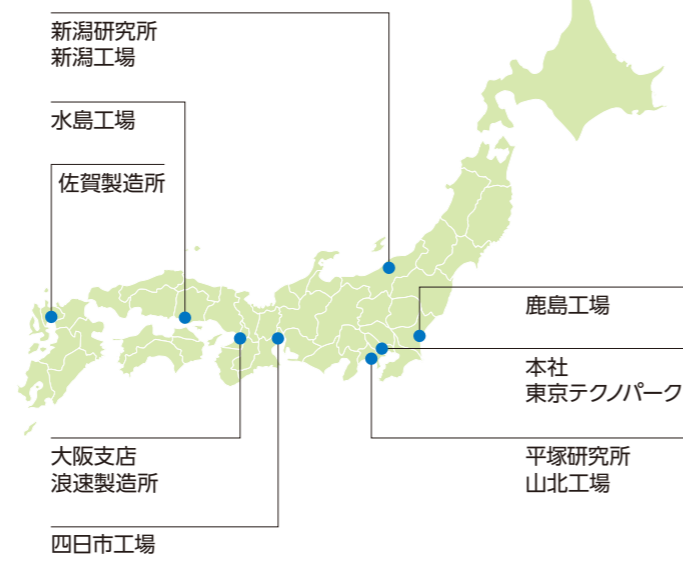 新潟研究所
新潟工場
水島工場
佐賀製造所
鹿島工場
本社
東京テクノパーク
大阪支店
浪速製造所
平塚研究所
山北工場
四日市工場